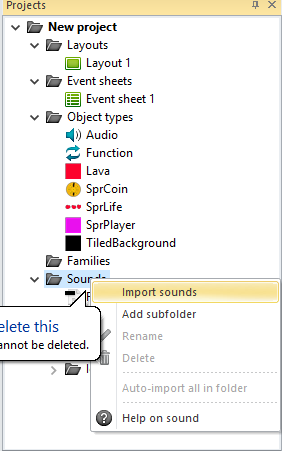 Projects
New project
Layouts
Layout 1
Event sheets
Event sheet 1
Object types
Audio
Function
Lava
SprCoin
SprLife
SprPlayer
TiledBackground
Families
Sounds
Import sounds
Add subfolder
elete this
Rename
annot be deleted.
Delete
Auto-import all in folder
Help on sound